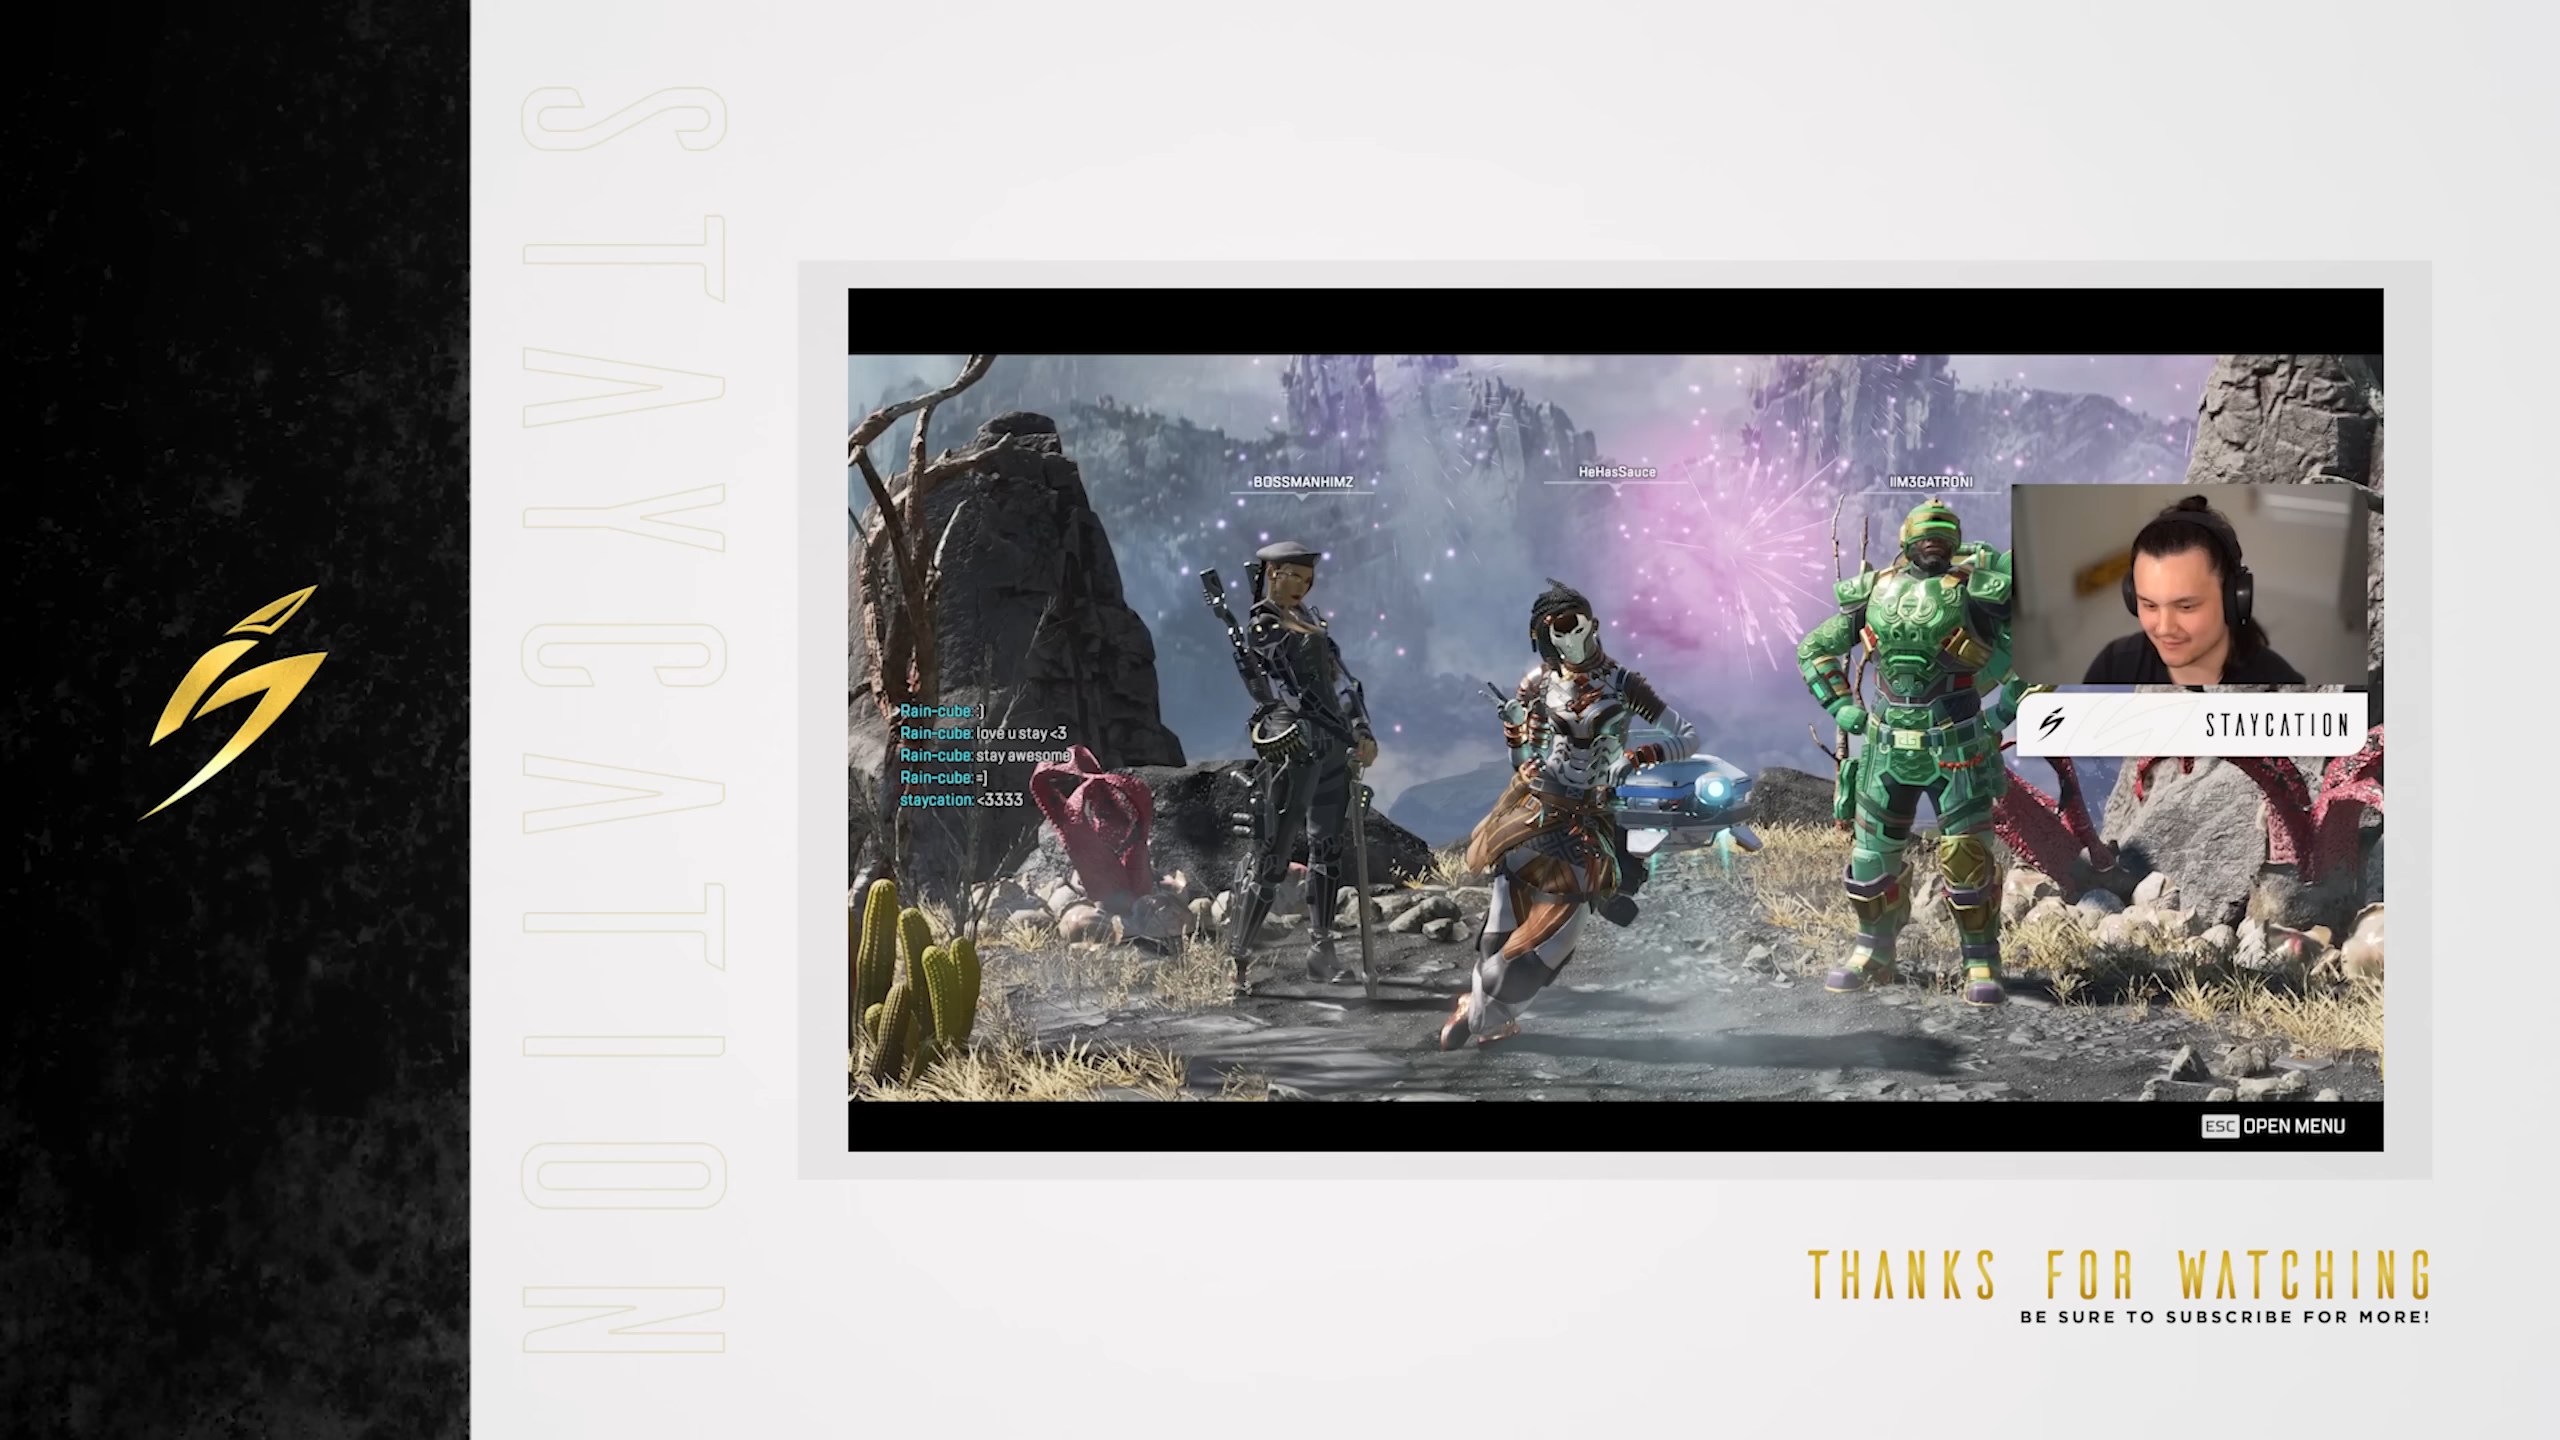 STAYCATION
BOSSMANHIMZ
HeHasSauce
IIM3GATRONI
Rain-cube: :)
Rain-cube: love u stay <3
Rain-cube: stay awesome
Rain-cube: =]
staycation: <3333
STAYCATION
ESC OPEN MENU
THANKS FOR WATCHING
BE SURE TO SUBSCRIBE FOR MORE!